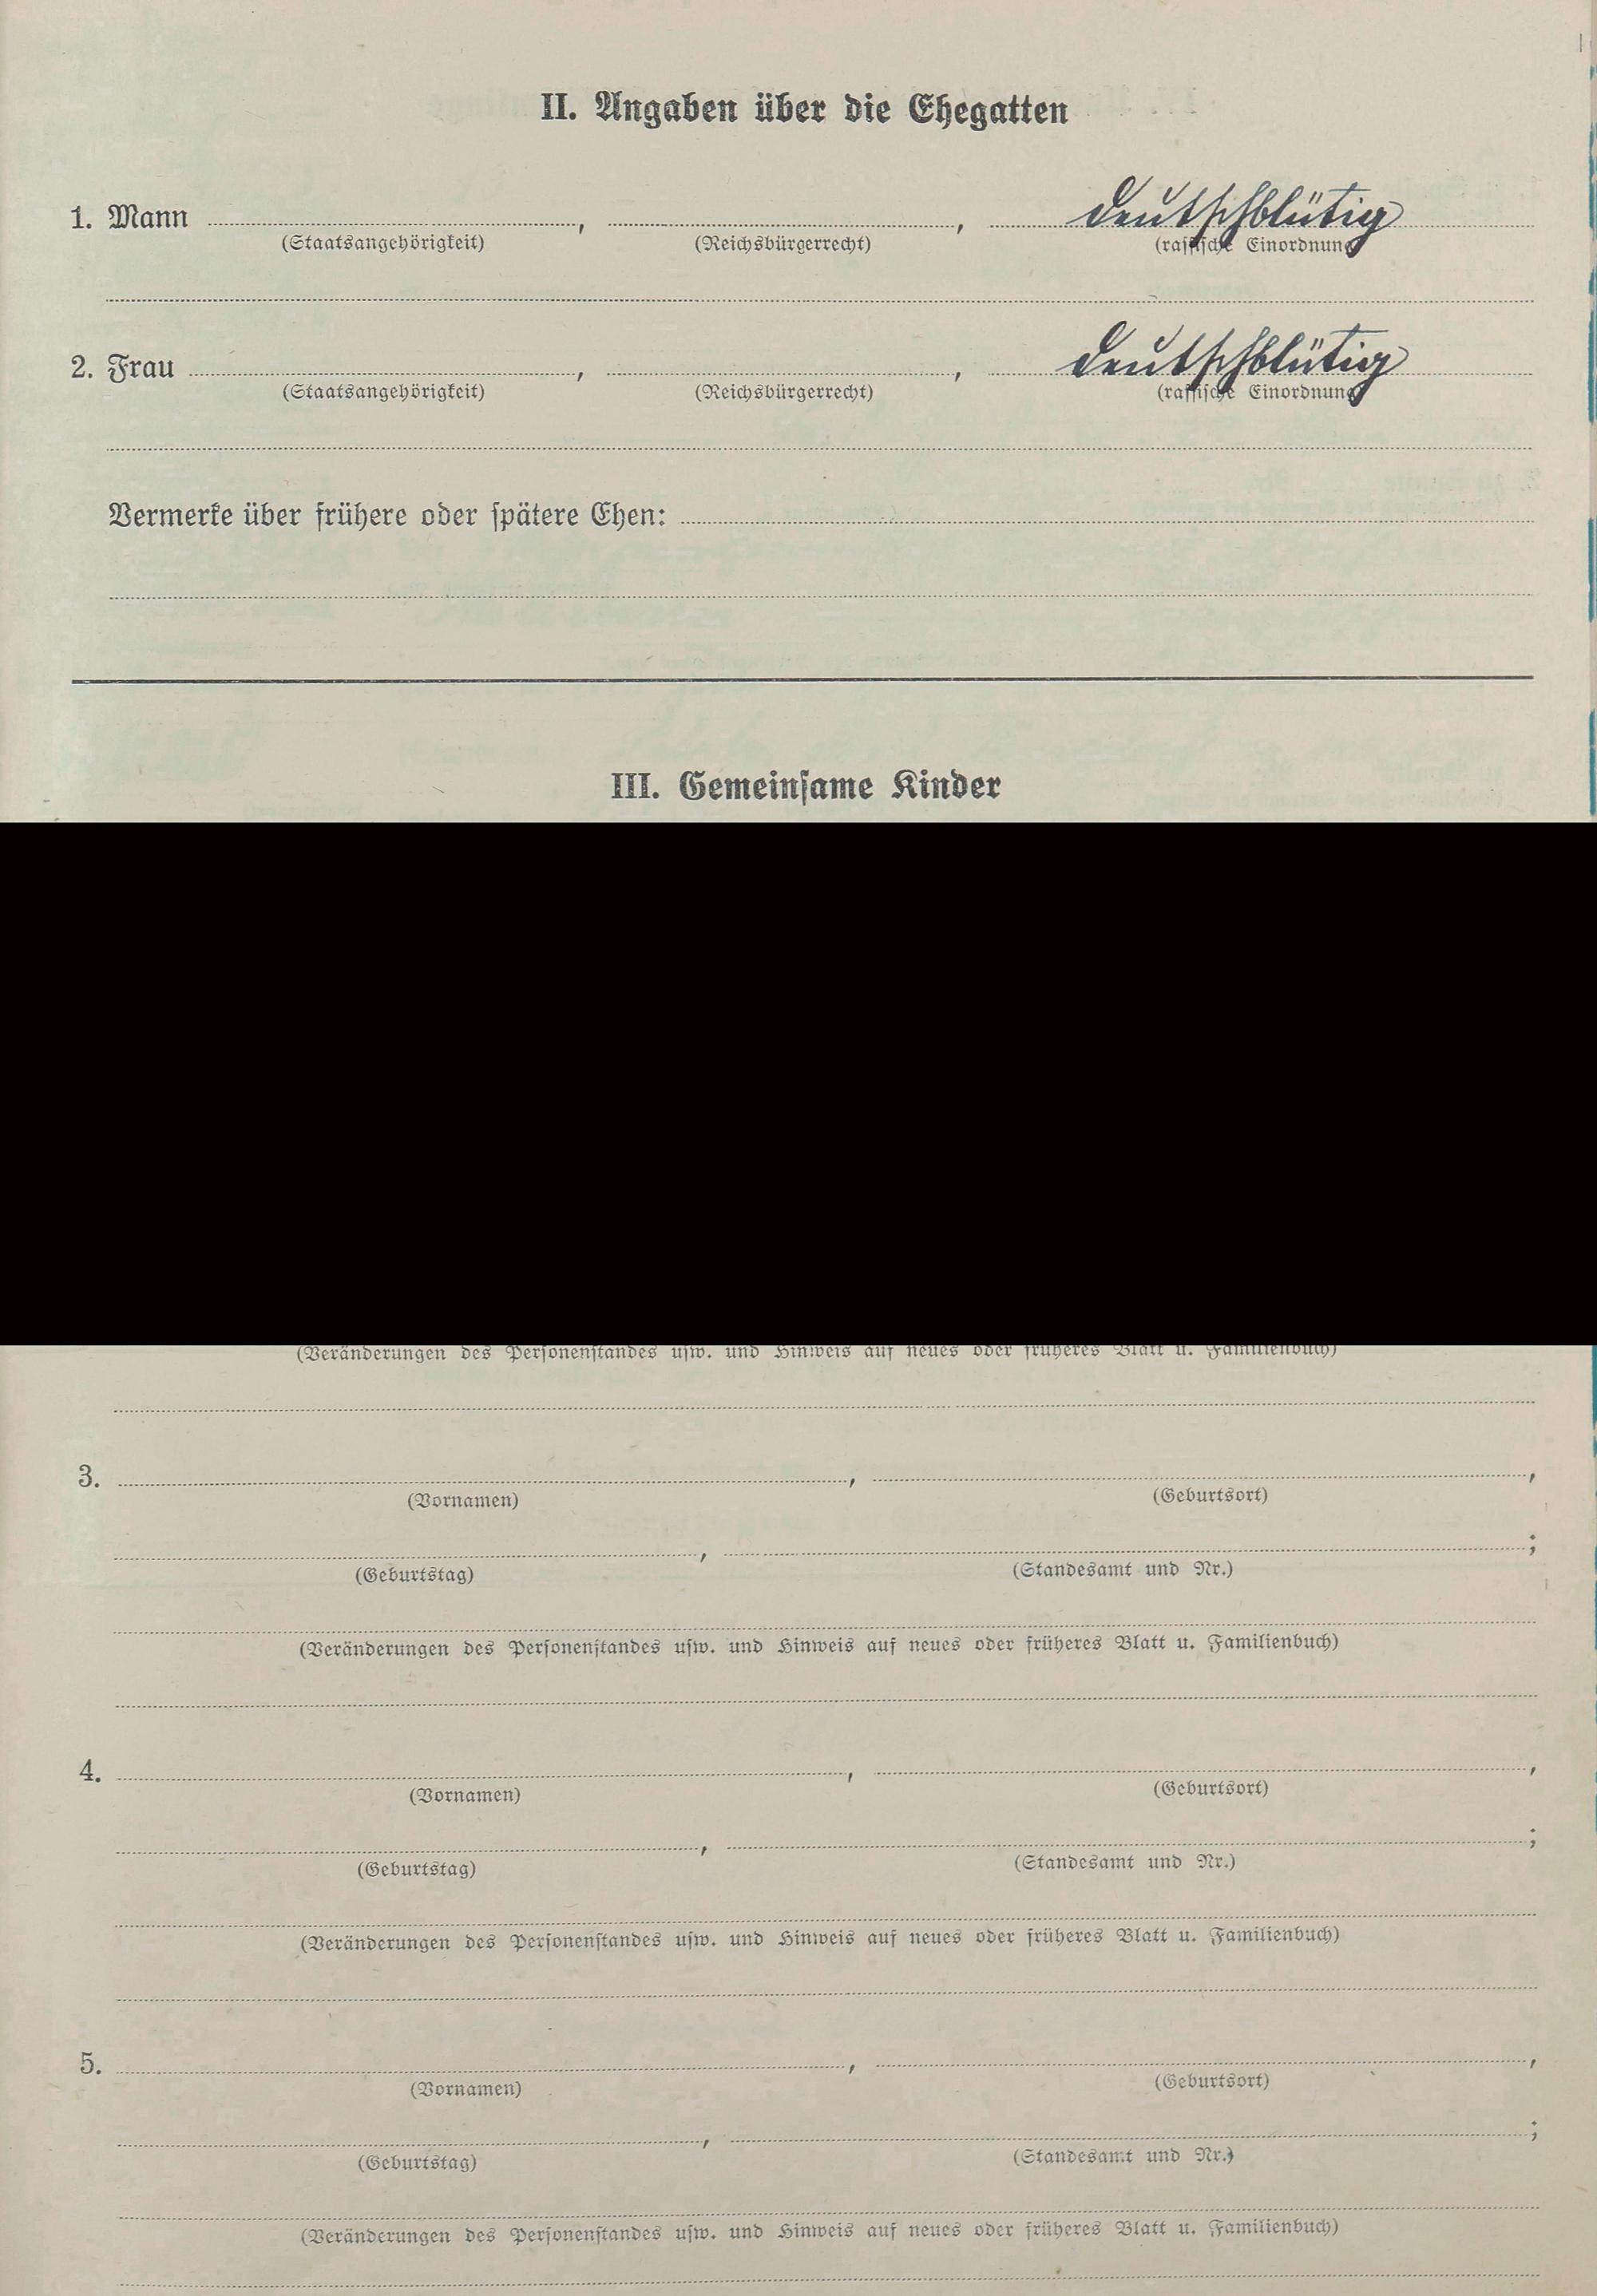 II. Angaben über die Ehegatten
1. Mann , , deutschblütig
(Staatsangehörigkeit) (Reichsbürgerrecht) (rassische Einordnung)
2. Frau , , deutschblütig
(Staatsangehörigkeit) (Reichsbürgerrecht) (rassische Einordnung)
Vermerke über frühere oder spätere Ehen:
III. Gemeinsame Kinder
(Veränderungen des Personenstandes usw. und Hinweis auf neues oder früheres Blatt u. Familienbuch)
3. , ,
(Vornamen) (Geburtsort)
, ;
(Geburtstag) (Standesamt und Nr.)
(Veränderungen des Personenstandes usw. und Hinweis auf neues oder früheres Blatt u. Familienbuch)
4. , ,
(Vornamen) (Geburtsort)
, ;
(Geburtstag) (Standesamt und Nr.)
(Veränderungen des Personenstandes usw. und Hinweis auf neues oder früheres Blatt u. Familienbuch)
5. , ,
(Vornamen) (Geburtsort)
, ;
(Geburtstag) (Standesamt und Nr.)
(Veränderungen des Personenstandes usw. und Hinweis auf neues oder früheres Blatt u. Familienbuch)